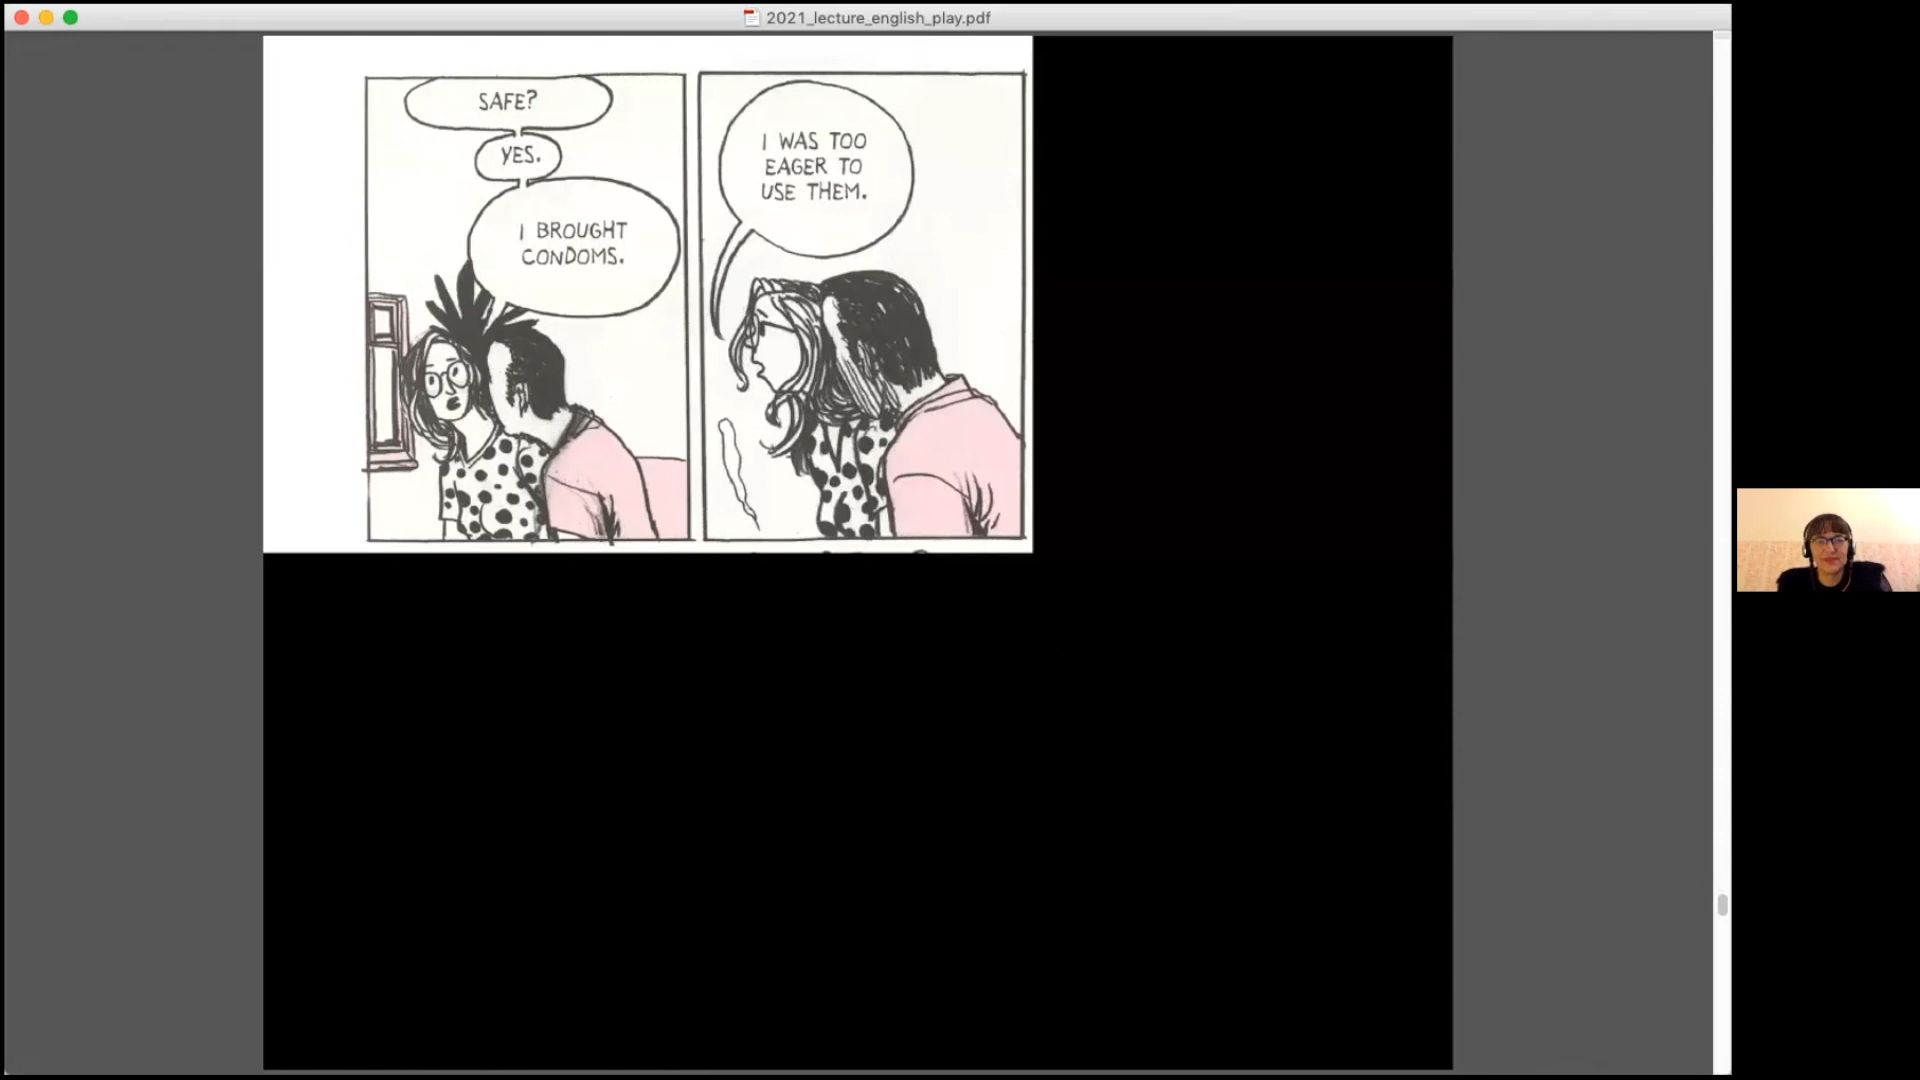 2021_lecture_english_play.pdf
SAFE?
YES.
I BROUGHT
CONDOMS.
I WAS TOO
EAGER TO
USE THEM.